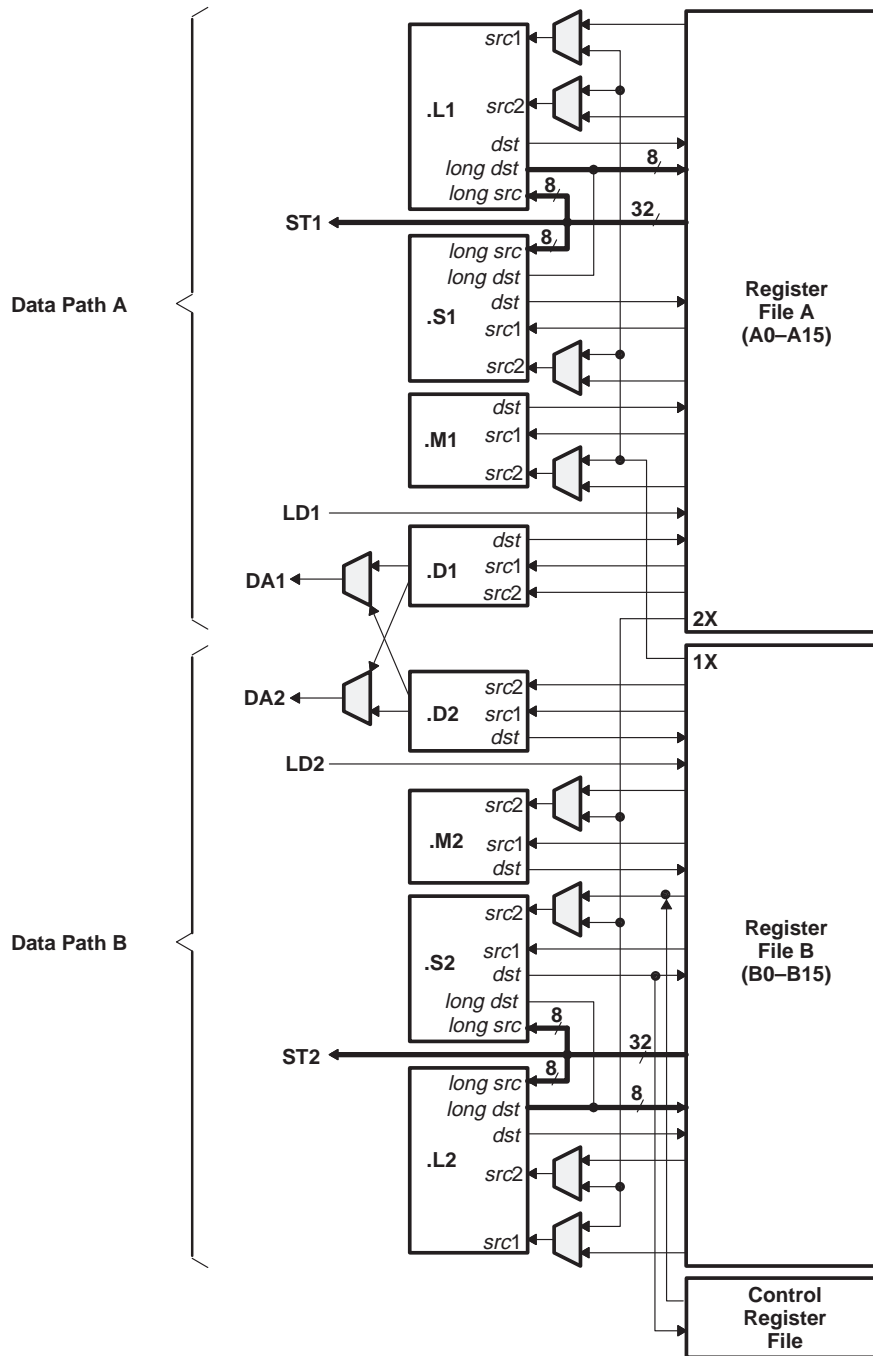 src1
src2
.L1
dst
long dst
8
long src
8
ST1
32
8
long src
long dst
dst
.S1
src1
src2
Data Path A
Register
File A
(A0–A15)
dst
.M1
src1
src2
LD1
dst
.D1
src1
DA1
src2
2X
1X
src2
DA2
.D2
src1
dst
LD2
src2
.M2
src1
dst
src2
Data Path B
.S2
src1
dst
long dst
8
long src
Register
File B
(B0–B15)
ST2
32
8
long src
long dst
8
dst
.L2
src2
src1
Control
Register
File